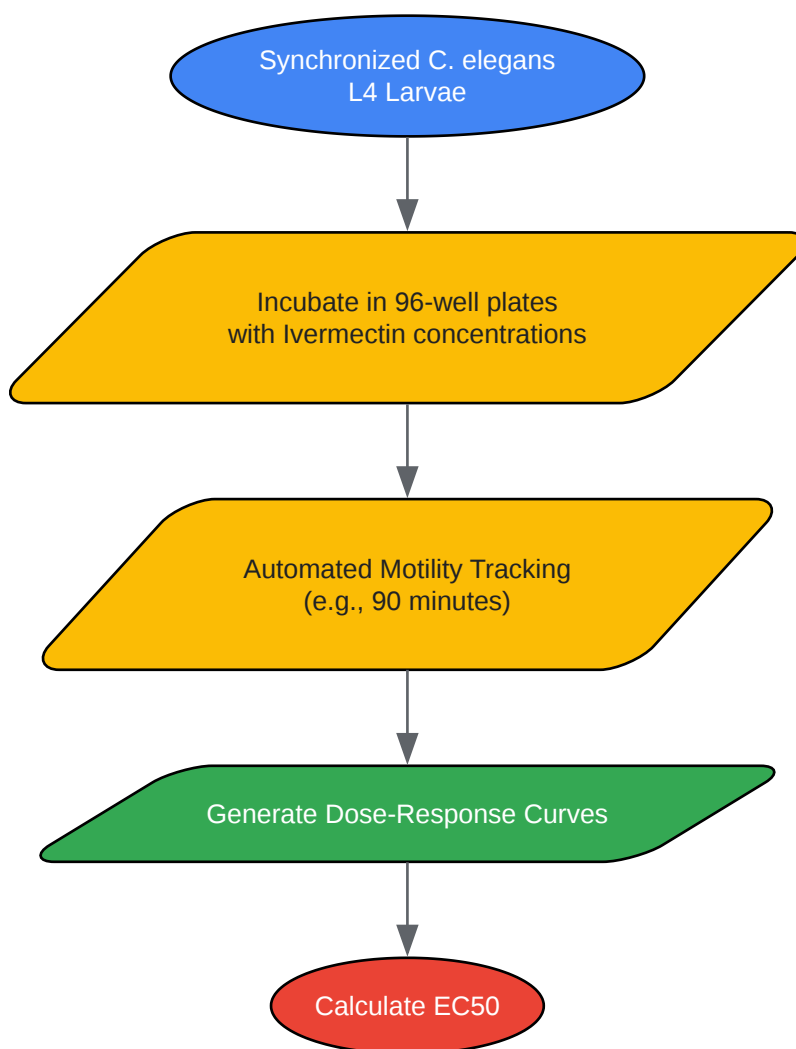 Synchronized C. elegans
L4 Larvae
Incubate in 96-well plates
with Ivermectin concentrations
Automated Motility Tracking
(e.g., 90 minutes)
Generate Dose-Response Curves
Calculate EC50